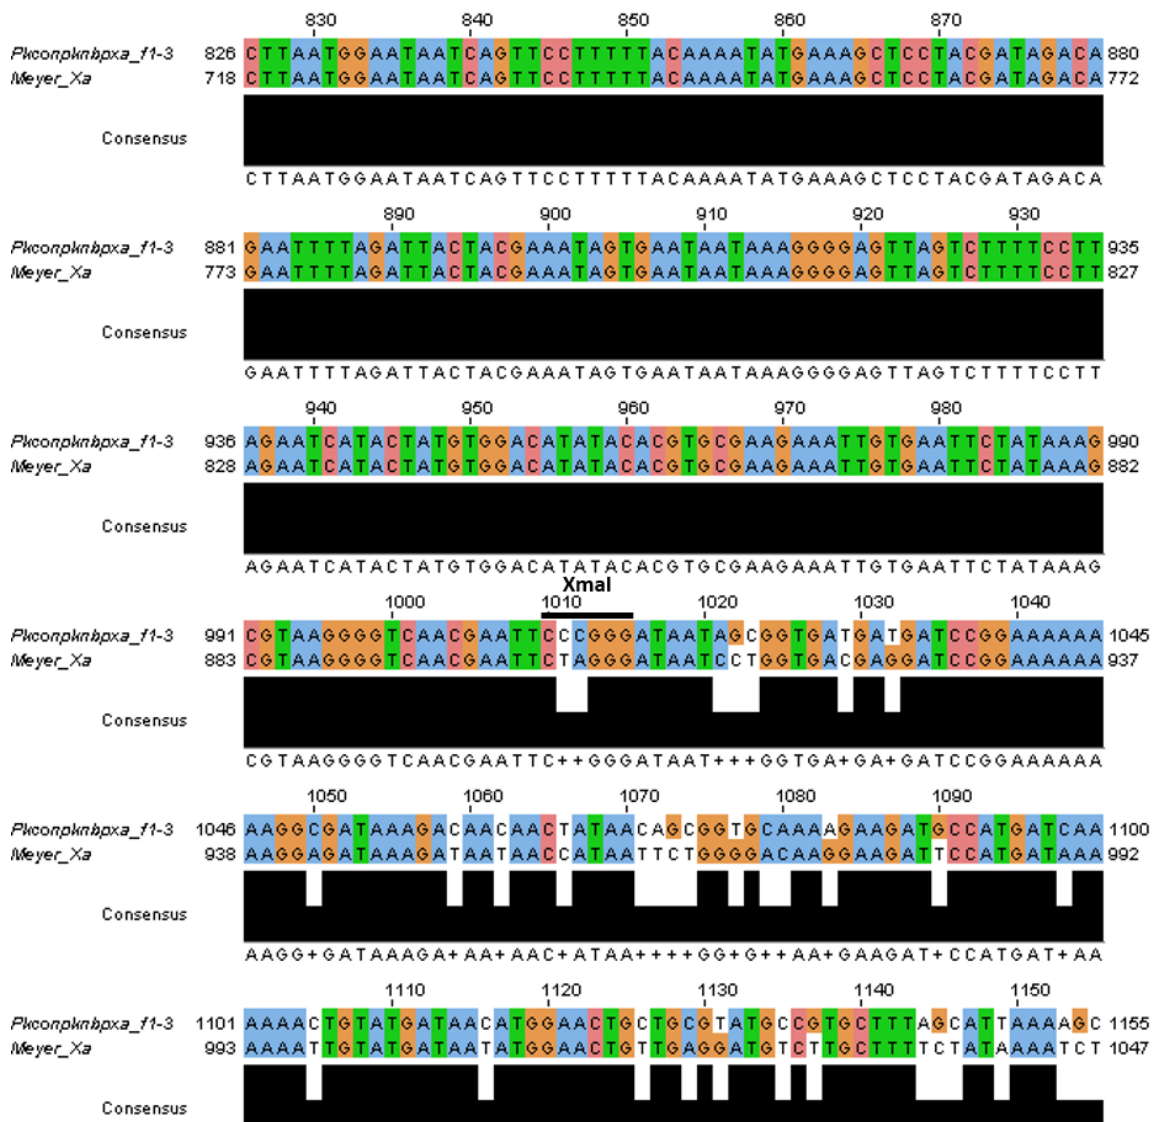 830 840 850 860 870
Pkconpknbpxa_f1-3 826 CTTAATGGAATAATCAGTTCCTTTTTACAAAATATGAAAGCTCCTACGATAGACA 880
Meyer_Xa 718 CTTAATGGAATAATCAGTTCCTTTTTACAAAATATGAAAGCTCCTACGATAGACA 772
Consensus
CTTAATGGAATAATCAGTTCCTTTTTACAAAATATGAAAGCTCCTACGATAGACA
890 900 910 920 930
Pkconpknbpxa_f1-3 881 GAATTTTAGATTACTACGAAATAGTGAATAATAAAGGGGAGTTAGTCTTTTCCTT 935
Meyer_Xa 773 GAATTTTAGATTACTACGAAATAGTGAATAATAAAGGGGAGTTAGTCTTTTCCTT 827
Consensus
GAATTTTAGATTACTACGAAATAGTGAATAATAAAGGGGAGTTAGTCTTTTCCTT
940 950 960 970 980
Pkconpknbpxa_f1-3 936 AGAATCATACTATGTGGACATATACACGTGCGAAGAAATTGTGAATTCTATAAAG 990
Meyer_Xa 828 AGAATCATACTATGTGGACATATACACGTGCGAAGAAATTGTGAATTCTATAAAG 882
Consensus
AGAATCATACTATGTGGACATATACACGTGCGAAGAAATTGTGAATTCTATAAAG
XmaI
1000 1010 1020 1030 1040
Pkconpknbpxa_f1-3 991 CGTAAGGGGTCAACGAATTCCCGGGATAATAGCGGTGATGATGATCCGGAAAAAA 1045
Meyer_Xa 883 CGTAAGGGGTCAACGAATTCTAGGGATAATCCTGGTGACGAGGATCCGGAAAAAA 937
Consensus
CGTAAGGGGTCAACGAATTC++GGGATAAT+++GGTGA+GA+GATCCGGAAAAAA
1050 1060 1070 1080 1090
Pkconpknbpxa_f1-3 1046 AAGGCGATAAAGACAACAACTATAACAGCGGTGCAAAAGAAGATGCCATGATCAA 1100
Meyer_Xa 938 AAGGAGATAAAGATAATAACCATAATTCTGGGGACAAGGAAGATTCCATGATAAA 992
Consensus
AAGG+GATAAAGA+AA+AAC+ATAA++++GG+G++AA+GAAGAT+CCATGAT+AA
1110 1120 1130 1140 1150
Pkconpknbpxa_f1-3 1101 AAAACTGTATGATAACATGGAACTGCTGCGTATGCCGTGCTTTAGCATTAAAAGC 1155
Meyer_Xa 993 AAAATTGTATGATAATATGGAACTGTTGAGGATGTCTTGCTTTTCTATAAAATCT 1047
Consensus